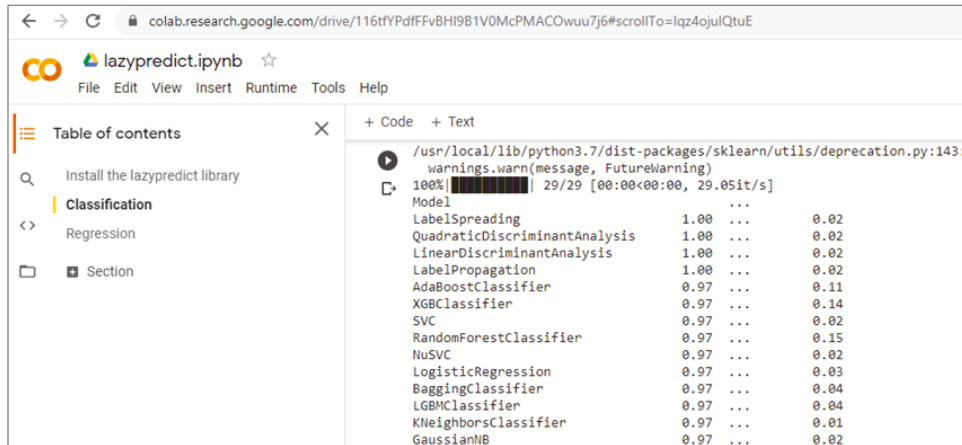 colab.research.google.com/drive/116tfYPdfFFvBHI9B1V0McPMACOwuu7j6#scrollTo=Iqz4ojulQtuE
lazypredict.ipynb
File Edit View Insert Runtime Tools Help
Table of contents
Install the lazypredict library
Classification
Regression
Section
+ Code + Text
/usr/local/lib/python3.7/dist-packages/sklearn/utils/deprecation.py:143:
warnings.warn(message, FutureWarning)
100%|██████████| 29/29 [00:00<00:00, 29.05it/s]
Model ...
LabelSpreading 1.00 ... 0.02
QuadraticDiscriminantAnalysis 1.00 ... 0.02
LinearDiscriminantAnalysis 1.00 ... 0.02
LabelPropagation 1.00 ... 0.02
AdaBoostClassifier 0.97 ... 0.11
XGBClassifier 0.97 ... 0.14
SVC 0.97 ... 0.02
RandomForestClassifier 0.97 ... 0.15
NuSVC 0.97 ... 0.02
LogisticRegression 0.97 ... 0.03
BaggingClassifier 0.97 ... 0.04
LGBMClassifier 0.97 ... 0.04
KNeighborsClassifier 0.97 ... 0.01
GaussianNB 0.97 ... 0.02